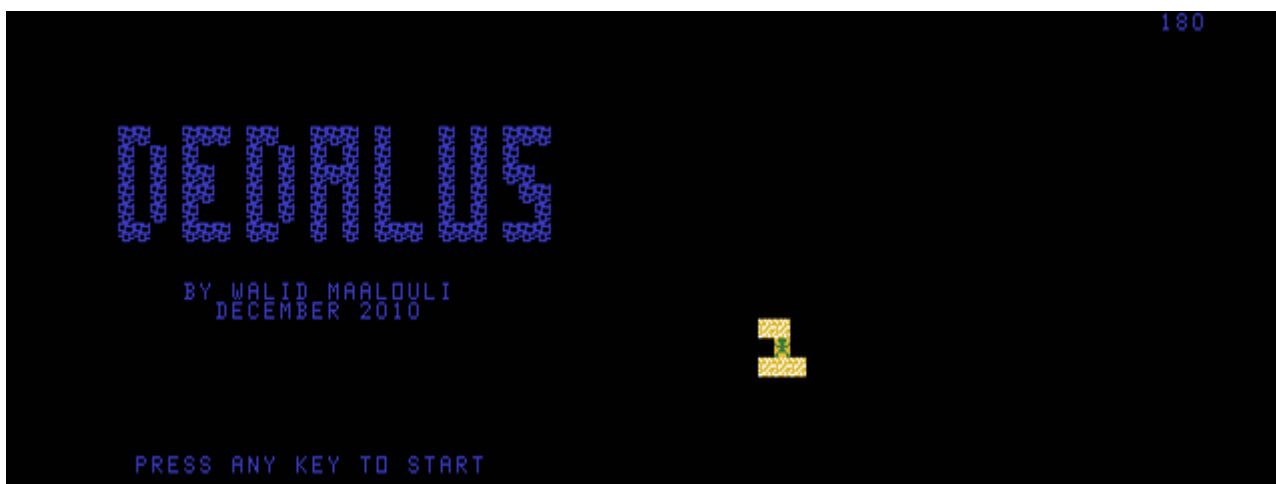 180
DEDALUS
BY WALID MAALOULI
DECEMBER 2010
PRESS ANY KEY TO START